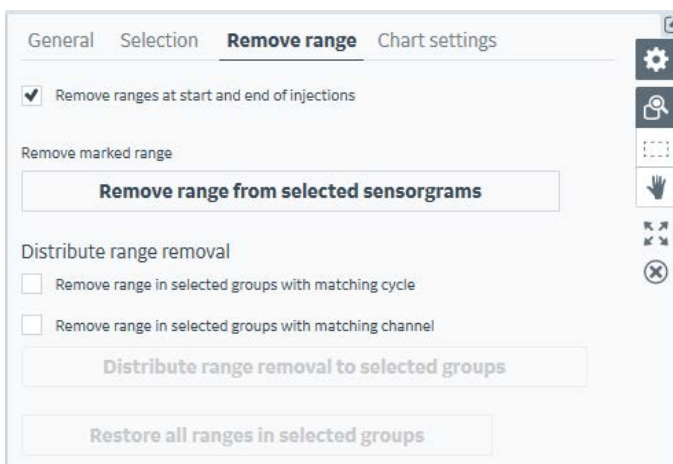 General Selection Remove range Chart settings
Remove ranges at start and end of injections
Remove marked range
Remove range from selected sensorgrams
Distribute range removal
Remove range in selected groups with matching cycle
Remove range in selected groups with matching channel
Distribute range removal to selected groups
Restore all ranges in selected groups